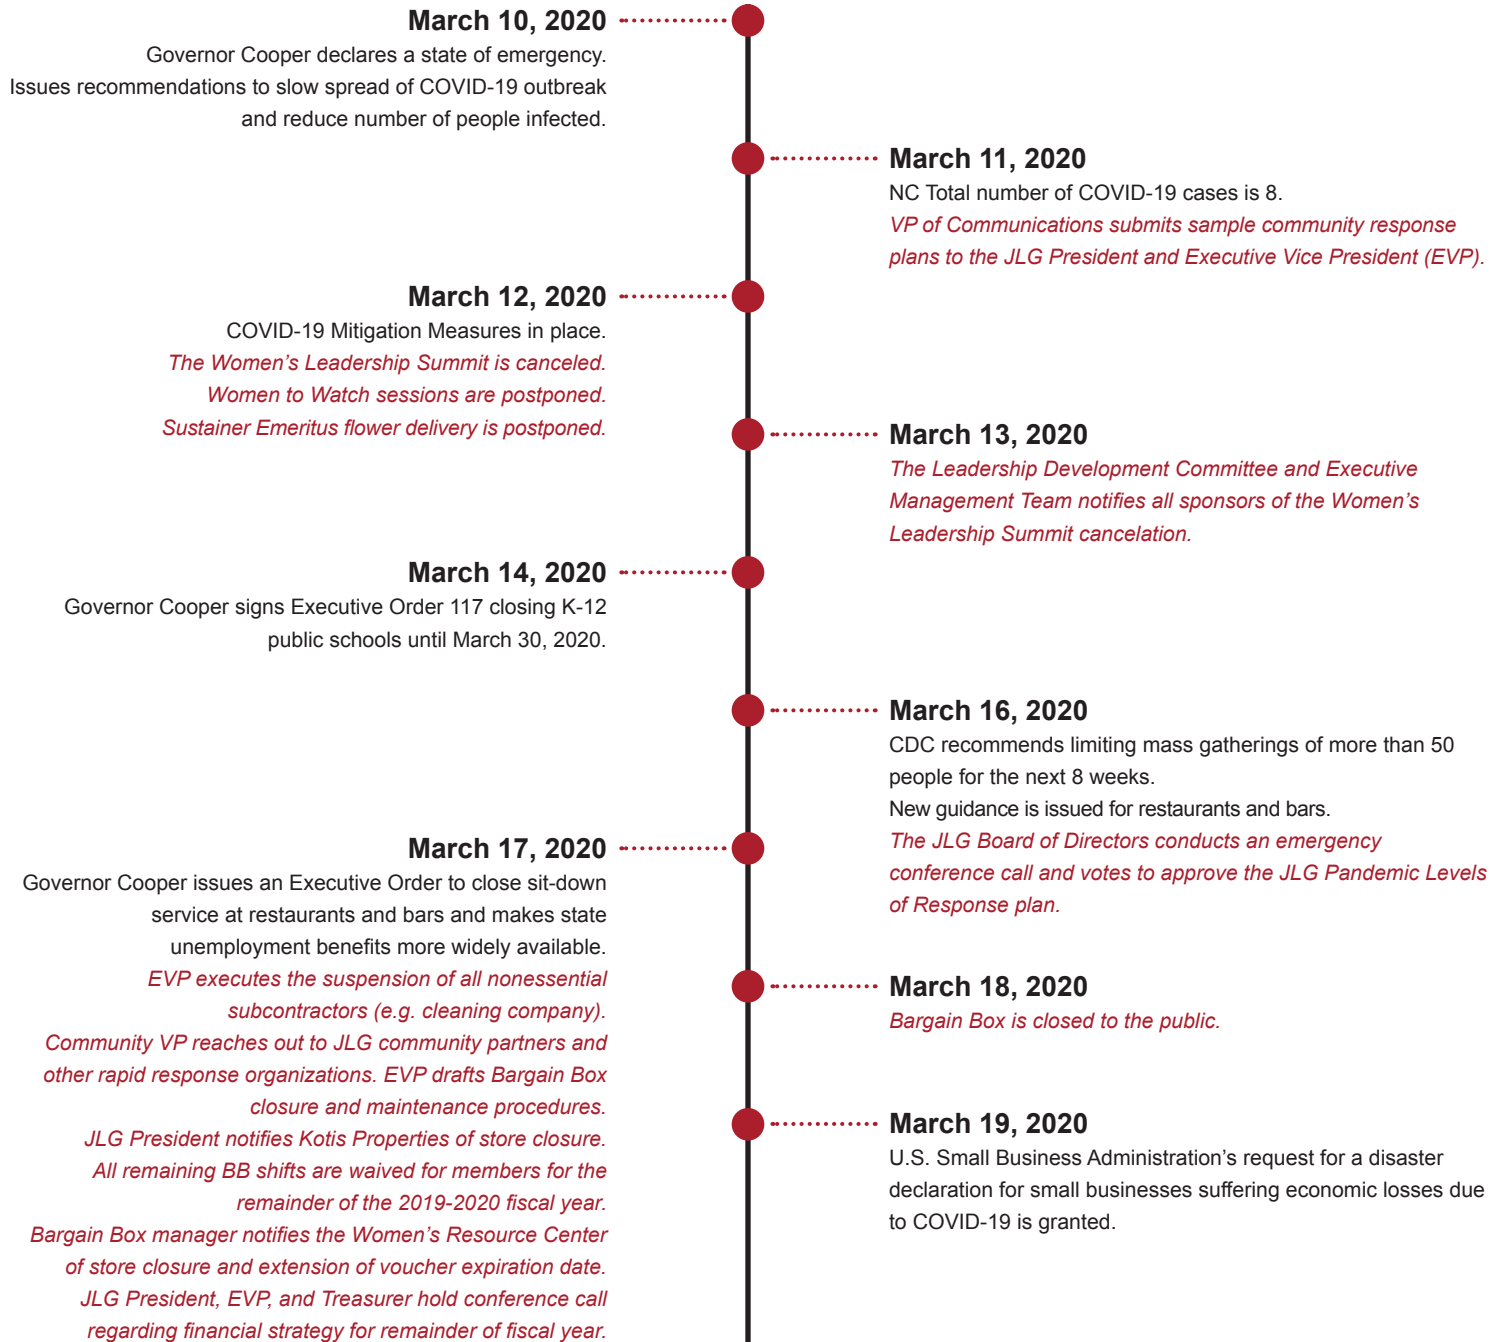 March 10, 2020
Governor Cooper declares a state of emergency.
Issues recommendations to slow spread of COVID-19 outbreak
and reduce number of people infected.
March 11, 2020
NC Total number of COVID-19 cases is 8.
VP of Communications submits sample community response
plans to the JLG President and Executive Vice President (EVP).
March 12, 2020
COVID-19 Mitigation Measures in place.
The Women’s Leadership Summit is canceled.
Women to Watch sessions are postponed.
Sustainer Emeritus flower delivery is postponed.
March 13, 2020
The Leadership Development Committee and Executive
Management Team notifies all sponsors of the Women’s
Leadership Summit cancelation.
March 14, 2020
Governor Cooper signs Executive Order 117 closing K-12
public schools until March 30, 2020.
March 16, 2020
CDC recommends limiting mass gatherings of more than 50
people for the next 8 weeks.
New guidance is issued for restaurants and bars.
The JLG Board of Directors conducts an emergency
conference call and votes to approve the JLG Pandemic Levels
of Response plan.
March 17, 2020
Governor Cooper issues an Executive Order to close sit-down
service at restaurants and bars and makes state
unemployment benefits more widely available.
EVP executes the suspension of all nonessential
subcontractors (e.g. cleaning company).
Community VP reaches out to JLG community partners and
other rapid response organizations. EVP drafts Bargain Box
closure and maintenance procedures.
JLG President notifies Kotis Properties of store closure.
All remaining BB shifts are waived for members for the
remainder of the 2019-2020 fiscal year.
Bargain Box manager notifies the Women’s Resource Center
of store closure and extension of voucher expiration date.
JLG President, EVP, and Treasurer hold conference call
regarding financial strategy for remainder of fiscal year.
March 18, 2020
Bargain Box is closed to the public.
March 19, 2020
U.S. Small Business Administration’s request for a disaster
declaration for small businesses suffering economic losses due
to COVID-19 is granted.